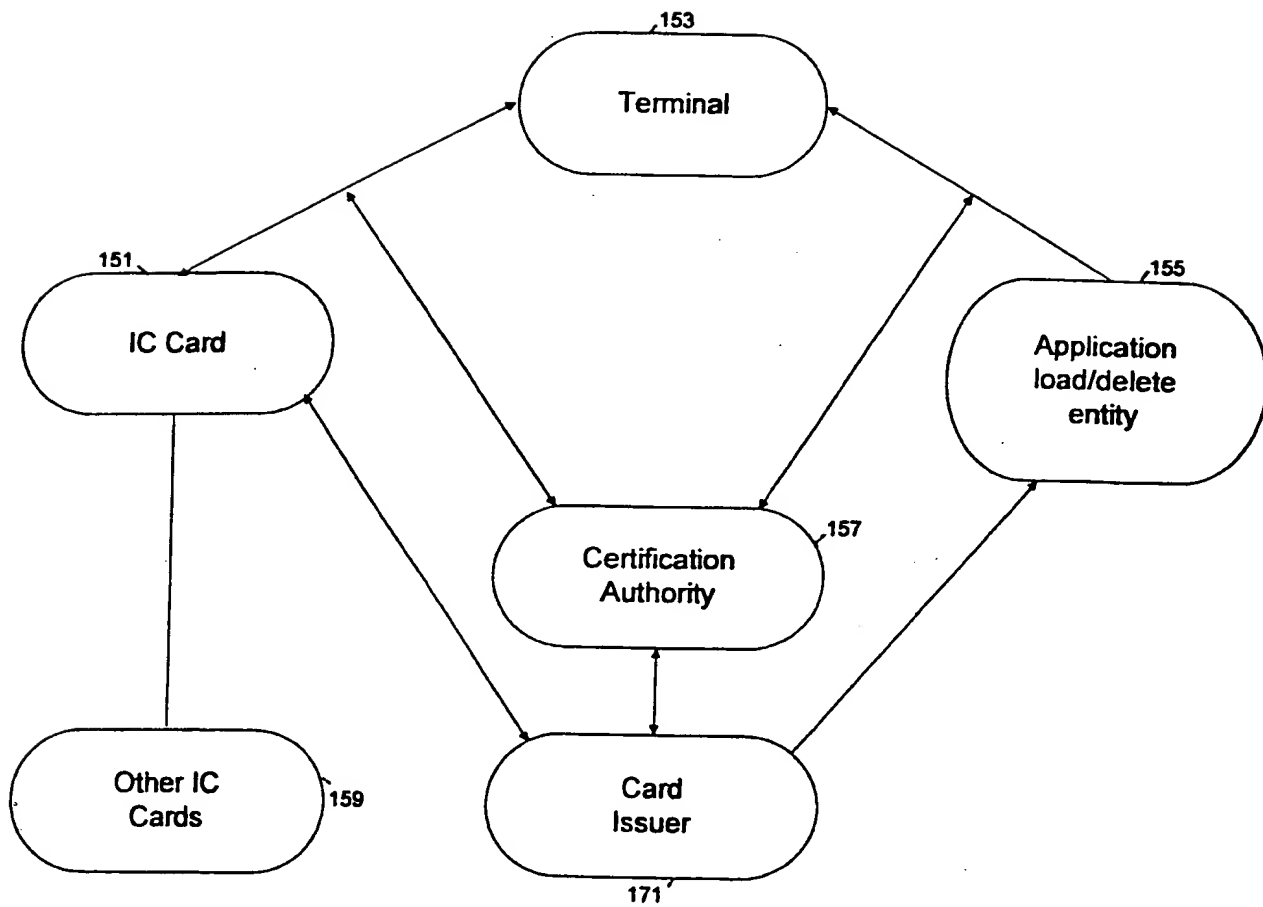 153
Terminal
151
IC Card
155
Application
load/delete
entity
157
Certification
Authority
Other IC
Cards
159
Card
Issuer
171